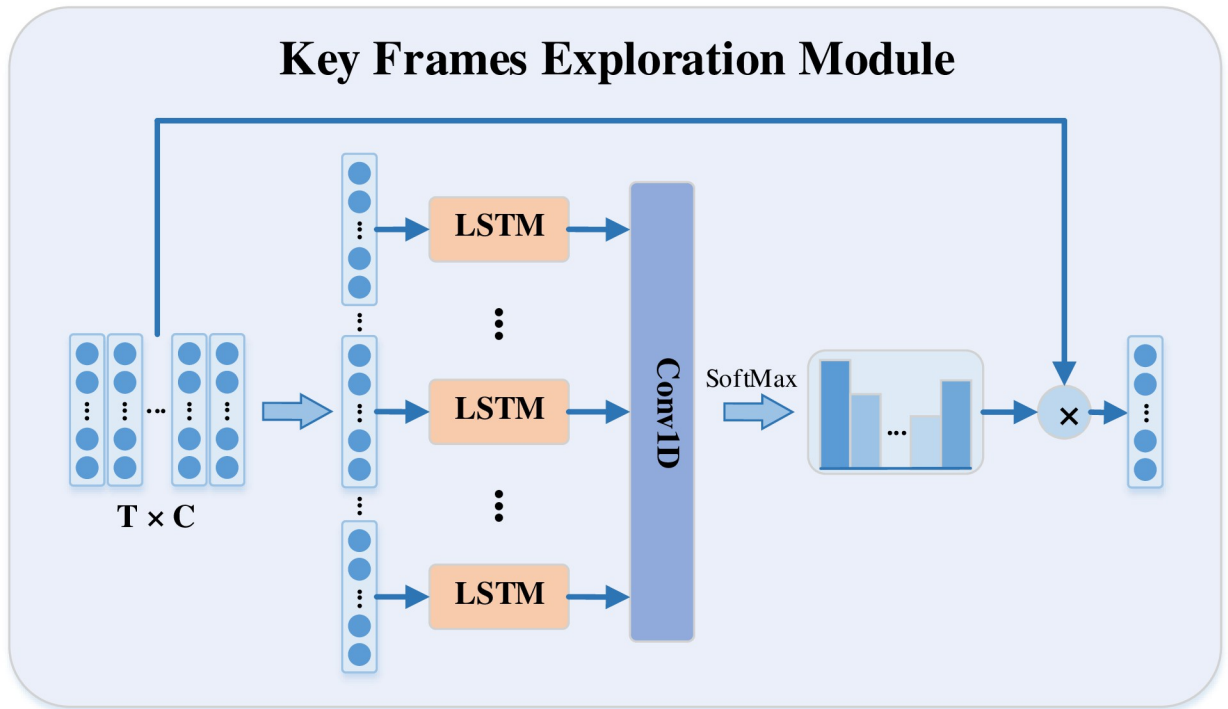 Key Frames Exploration Module
LSTM
LSTM
LSTM
Conv1D
SoftMax
×
T × C